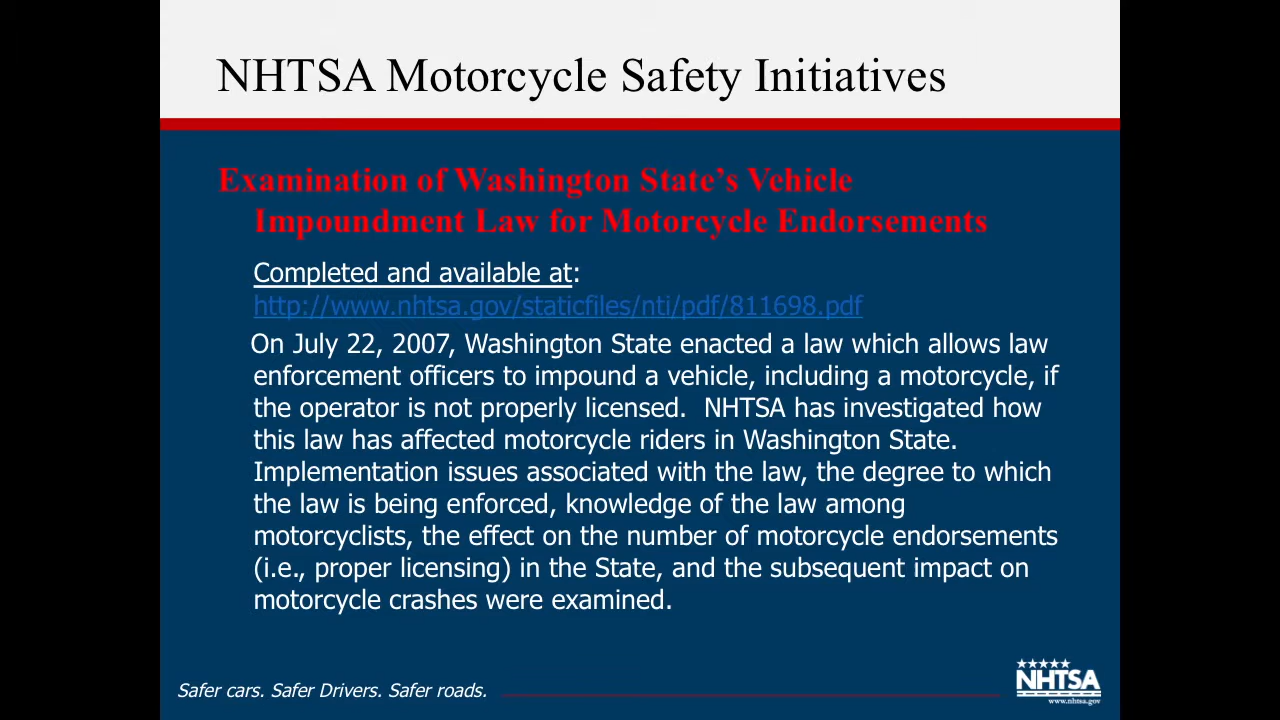 NHTSA Motorcycle Safety Initiatives
Examination of Washington State’s Vehicle
Impoundment Law for Motorcycle Endorsements
Completed and available at:
http://www.nhtsa.gov/staticfiles/nti/pdf/811698.pdf
On July 22, 2007, Washington State enacted a law which allows law
enforcement officers to impound a vehicle, including a motorcycle, if
the operator is not properly licensed.  NHTSA has investigated how
this law has affected motorcycle riders in Washington State.
Implementation issues associated with the law, the degree to which
the law is being enforced, knowledge of the law among
motorcyclists, the effect on the number of motorcycle endorsements
(i.e., proper licensing) in the State, and the subsequent impact on
motorcycle crashes were examined.
Safer cars. Safer Drivers. Safer roads.
NHTSA
www.nhtsa.gov